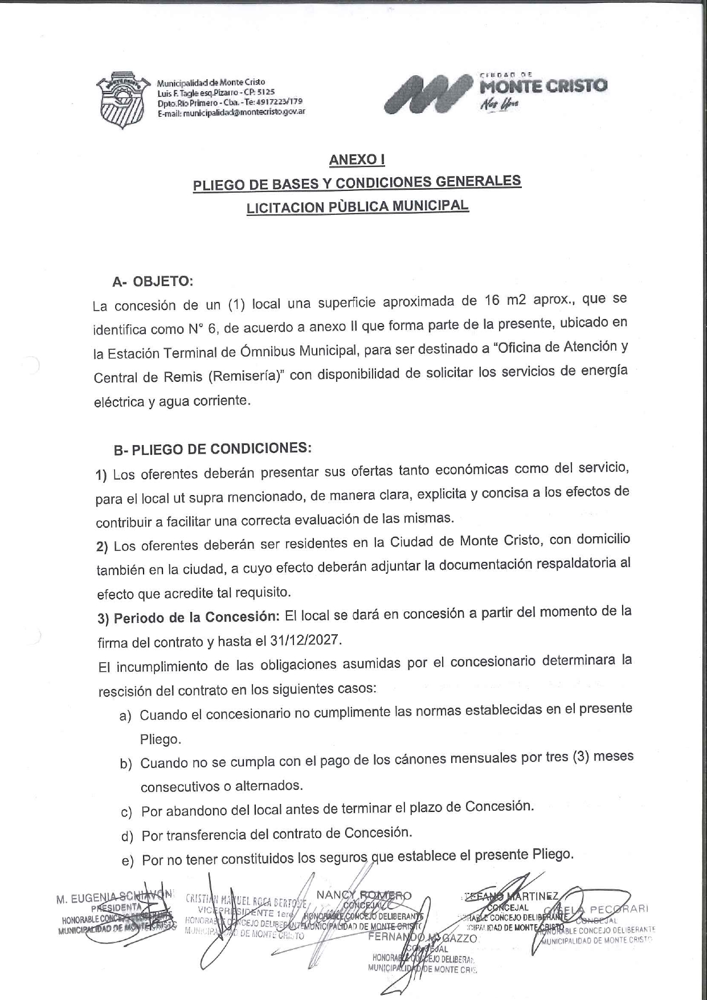 Municipalidad de Monte Cristo
Luis F. Tagle esq.Pizarro - CP: 5125
Dpto.Río Primero - Cba. - Te: 4917223/179
E-mail: municipalidad@montecristo.gov.ar
CIUDAD DE
MONTE CRISTO
Nos Une
ANEXO I
PLIEGO DE BASES Y CONDICIONES GENERALES
LICITACION PÙBLICA MUNICIPAL
A- OBJETO:
La concesión de un (1) local una superficie aproximada de 16 m2 aprox., que se
identifica como N° 6, de acuerdo a anexo II que forma parte de la presente, ubicado en
la Estación Terminal de Ómnibus Municipal, para ser destinado a “Oficina de Atención y
Central de Remis (Remisería)” con disponibilidad de solicitar los servicios de energía
eléctrica y agua corriente.
B- PLIEGO DE CONDICIONES:
1) Los oferentes deberán presentar sus ofertas tanto económicas como del servicio,
para el local ut supra mencionado, de manera clara, explicita y concisa a los efectos de
contribuir a facilitar una correcta evaluación de las mismas.
2) Los oferentes deberán ser residentes en la Ciudad de Monte Cristo, con domicilio
también en la ciudad, a cuyo efecto deberán adjuntar la documentación respaldatoria al
efecto que acredite tal requisito.
3) Periodo de la Concesión: El local se dará en concesión a partir del momento de la
firma del contrato y hasta el 31/12/2027.
El incumplimiento de las obligaciones asumidas por el concesionario determinara la
rescisión del contrato en los siguientes casos:
a) Cuando el concesionario no cumplimente las normas establecidas en el presente
Pliego.
b) Cuando no se cumpla con el pago de los cánones mensuales por tres (3) meses
consecutivos o alternados.
c) Por abandono del local antes de terminar el plazo de Concesión.
d) Por transferencia del contrato de Concesión.
e) Por no tener constituidos los seguros que establece el presente Pliego.
M. EUGENIA SCHIAVONI
PRESIDENTA
HONORABLE CONCEJO DELIBERANTE
MUNICIPALIDAD DE MONTE CRISTO
CRISTIAN MANUEL ROCA BERTONE
VICEPRESIDENTE 1ero
HONORABLE CONCEJO DELIBERANTE
MUNICIPALIDAD DE MONTE CRISTO
NANCY ROMERO
CONCEJAL
HONORABLE CONCEJO DELIBERANTE
MUNICIPALIDAD DE MONTE CRISTO
FERNANDO M. GAZZO
CONCEJAL
HONORABLE CONCEJO DELIBERAN
MUNICIPALIDAD DE MONTE CRIS
MARTINEZ
CONCEJAL
CONCEJO DELIBERANTE
CIPALIDAD DE MONTE CRISTO
GISELA PECORARI
CONCEJAL
HONORABLE CONCEJO DELIBERANTE
MUNICIPALIDAD DE MONTE CRISTO